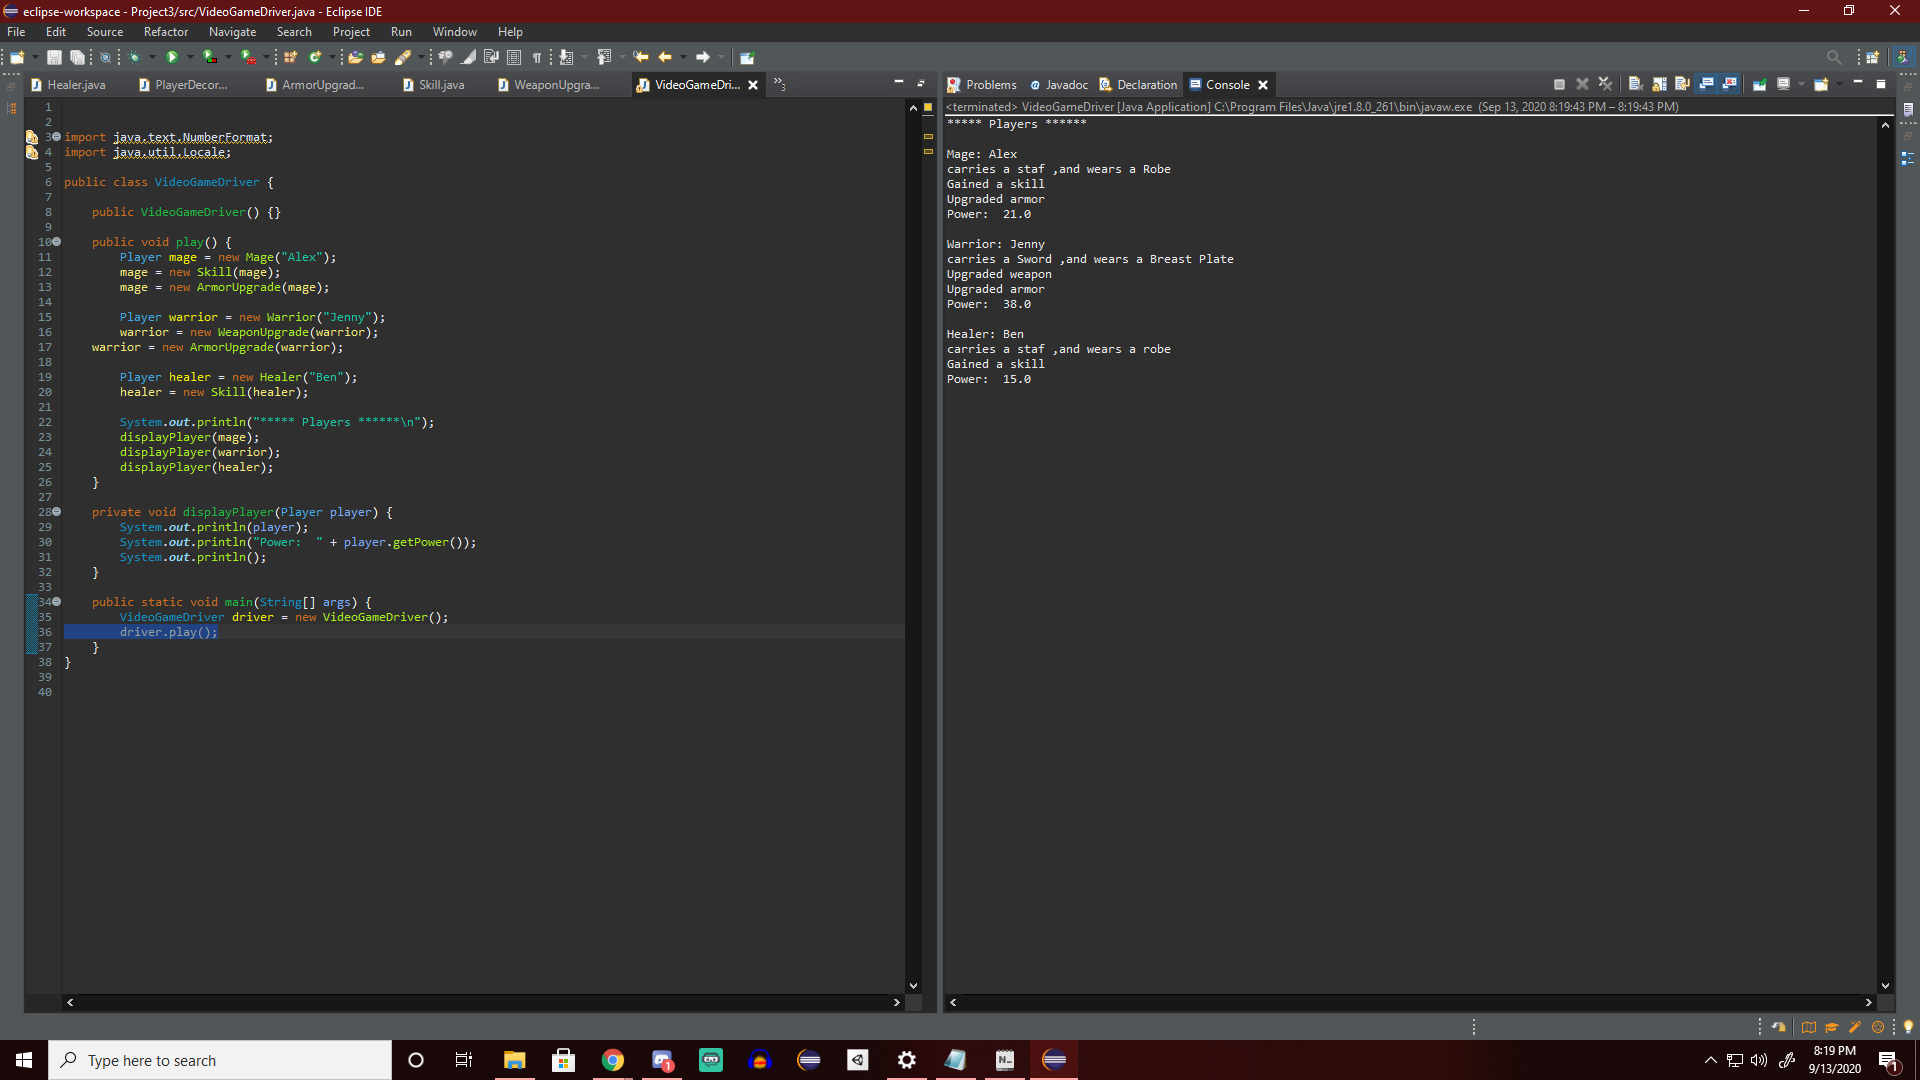 eclipse-workspace - Project3/src/VideoGameDriver.java - Eclipse IDE
File Edit Source Refactor Navigate Search Project Run Window Help
Healer.java PlayerDecor... ArmorUpgrad... Skill.java WeaponUpgra... VideoGameDri... »3
1
2
3 import java.text.NumberFormat;
4 import java.util.Locale;
5
6 public class VideoGameDriver {
7
8 public VideoGameDriver() {}
9
10 public void play() {
11 Player mage = new Mage("Alex");
12 mage = new Skill(mage);
13 mage = new ArmorUpgrade(mage);
14
15 Player warrior = new Warrior("Jenny");
16 warrior = new WeaponUpgrade(warrior);
17 warrior = new ArmorUpgrade(warrior);
18
19 Player healer = new Healer("Ben");
20 healer = new Skill(healer);
21
22 System.out.println("***** Players ******\n");
23 displayPlayer(mage);
24 displayPlayer(warrior);
25 displayPlayer(healer);
26 }
27
28 private void displayPlayer(Player player) {
29 System.out.println(player);
30 System.out.println("Power:  " + player.getPower());
31 System.out.println();
32 }
33
34 public static void main(String[] args) {
35 VideoGameDriver driver = new VideoGameDriver();
36 driver.play();
37 }
38 }
39
40
Problems @ Javadoc Declaration Console
<terminated> VideoGameDriver [Java Application] C:\Program Files\Java\jre1.8.0_261\bin\javaw.exe (Sep 13, 2020 8:19:43 PM – 8:19:43 PM)
***** Players ******
Mage: Alex
carries a staf ,and wears a Robe
Gained a skill
Upgraded armor
Power:  21.0
Warrior: Jenny
carries a Sword ,and wears a Breast Plate
Upgraded weapon
Upgraded armor
Power:  38.0
Healer: Ben
carries a staf ,and wears a robe
Gained a skill
Power:  15.0
Type here to search
1
8:19 PM
9/13/2020
1